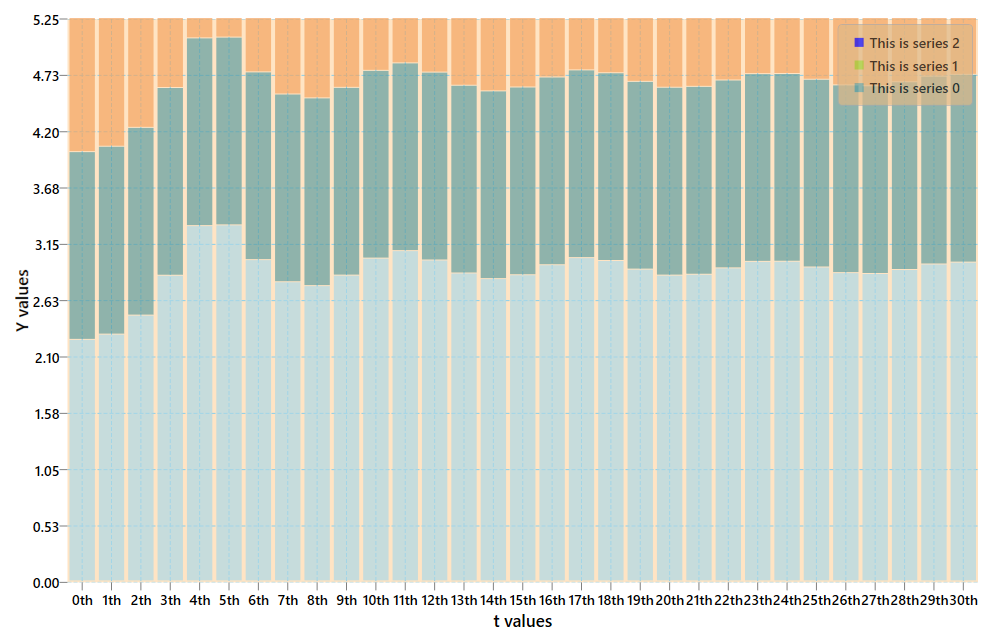 5.25
4.73
4.20
3.68
3.15
2.63
2.10
1.58
1.05
0.53
0.00
Y values
This is series 2
This is series 1
This is series 0
0th 1th 2th 3th 4th 5th 6th 7th 8th 9th 10th 11th 12th 13th 14th 15th 16th 17th 18th 19th 20th 21th 22th 23th 24th 25th 26th 27th 28th 29th 30th
t values